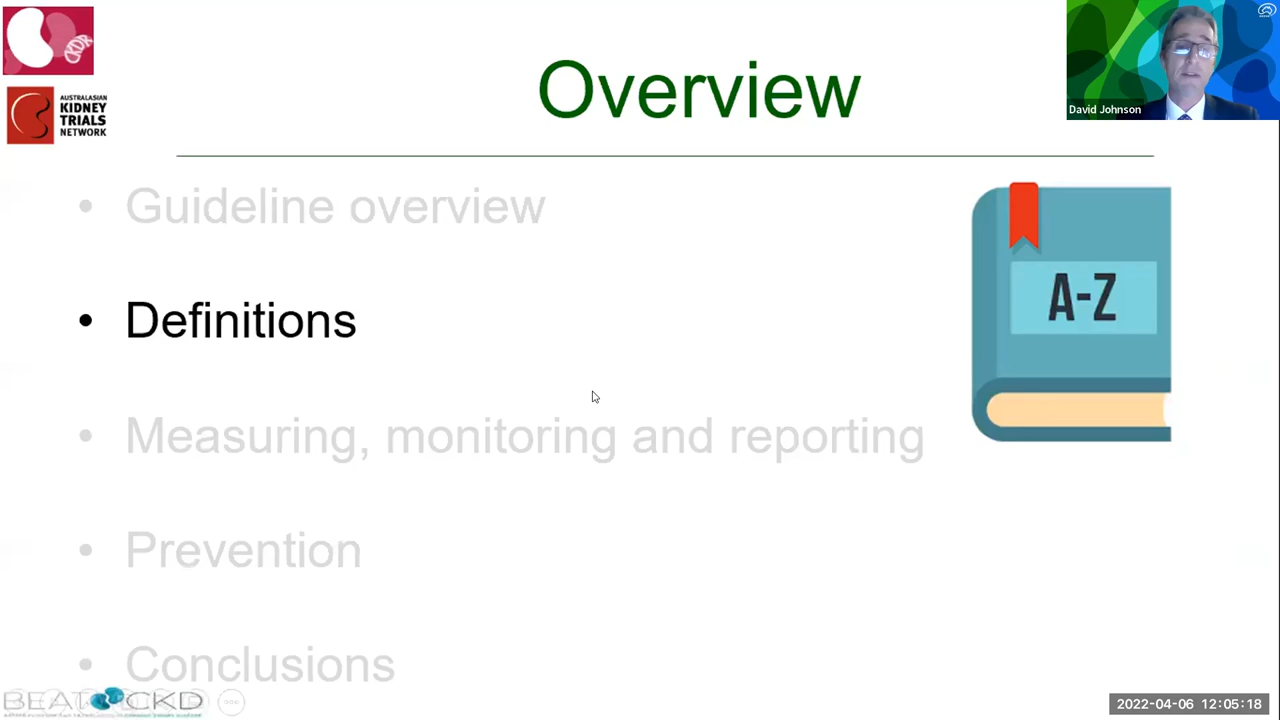 CKDR
AUSTRALASIAN
KIDNEY
TRIALS
NETWORK
Overview
David Johnson
• Guideline overview
• Definitions
A-Z
• Measuring, monitoring and reporting
• Prevention
• Conclusions
BEAT CKD
2022-04-06 12:05:18